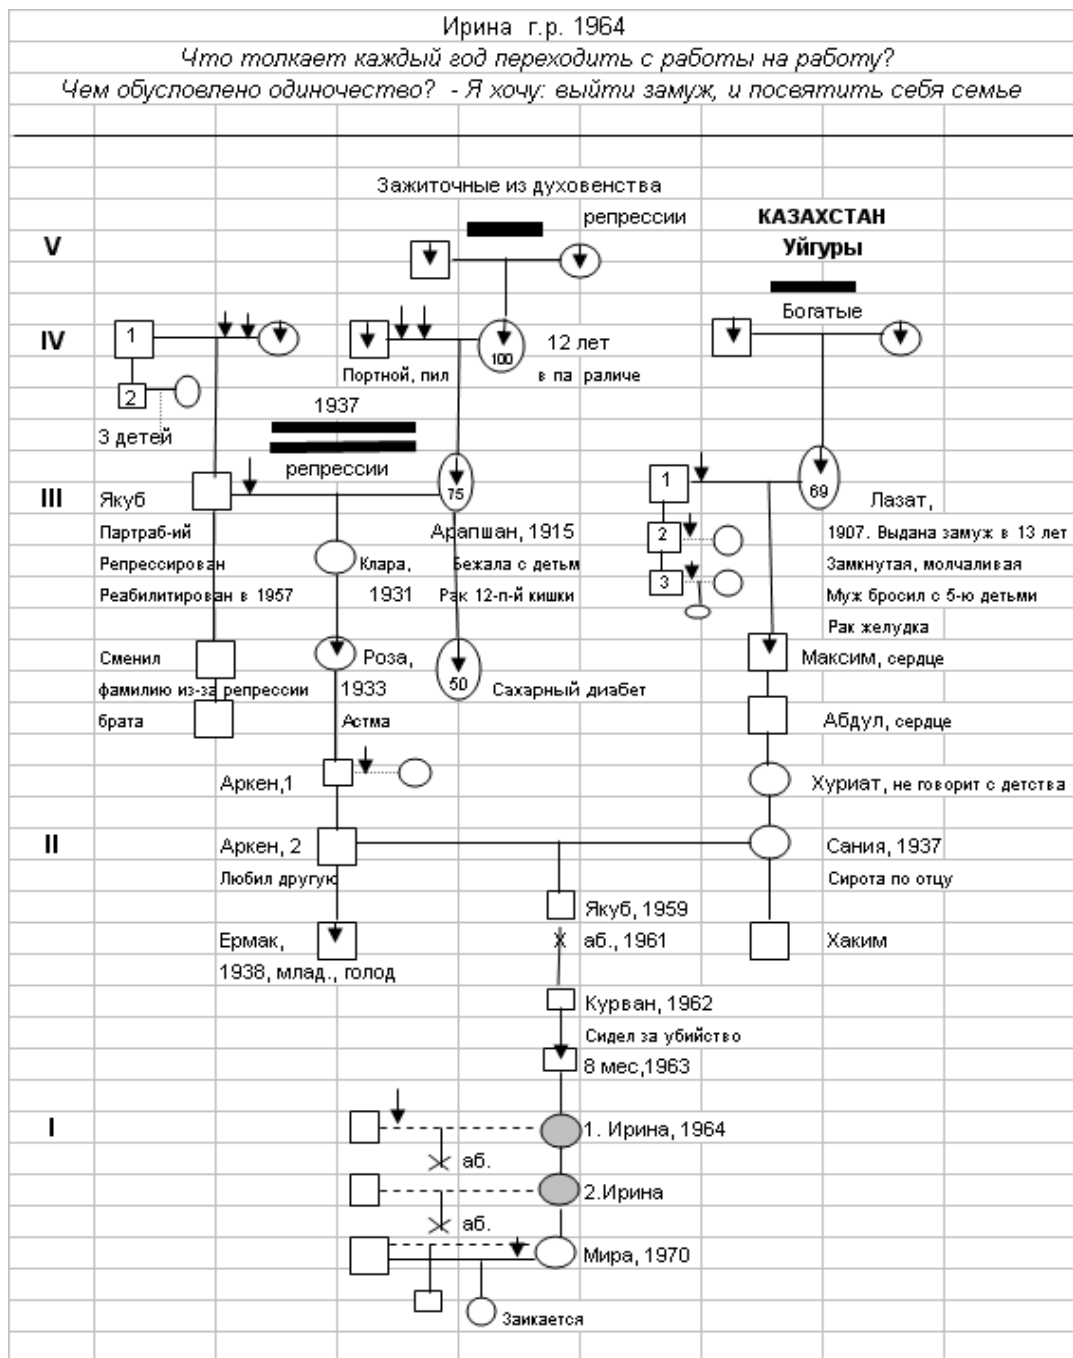 Ирина г.р. 1964
Что толкает каждый год переходить с работы на работу?
Чем обусловлено одиночество? - Я хочу: выйти замуж, и посвятить себя семье
Зажиточные из духовенства
репрессии
КАЗАХСТАН
V
Уйгуры
Богатые
IV
1
100
12 лет
Портной, пил
в па раличе
2
1937
3 детей
репрессии
III
Якуб
75
1
69
Лазат,
Партраб-ий
Арапшан, 1915
2
1907. Выдана замуж в 13 лет
Репрессирован
Клара,
Бежала с детьм
Замкнутая, молчаливая
3
Реабилитирован в 1957
1931
Рак 12-п-й кишки
Муж бросил с 5-ю детьми
Рак желудка
Сменил
Роза,
Максим, сердце
фамилию из-за репрессии
1933
50
Сахарный диабет
брата
Астма
Абдул, сердце
Аркен,1
Хуриат, не говорит с детства
II
Аркен, 2
Сания, 1937
Любил другую
Сирота по отцу
Якуб, 1959
Ермак,
х
аб., 1961
Хаким
1938, млад., голод
Курван, 1962
Сидел за убийство
8 мес,1963
I
1. Ирина, 1964
аб.
2.Ирина
аб.
Мира, 1970
Заикается